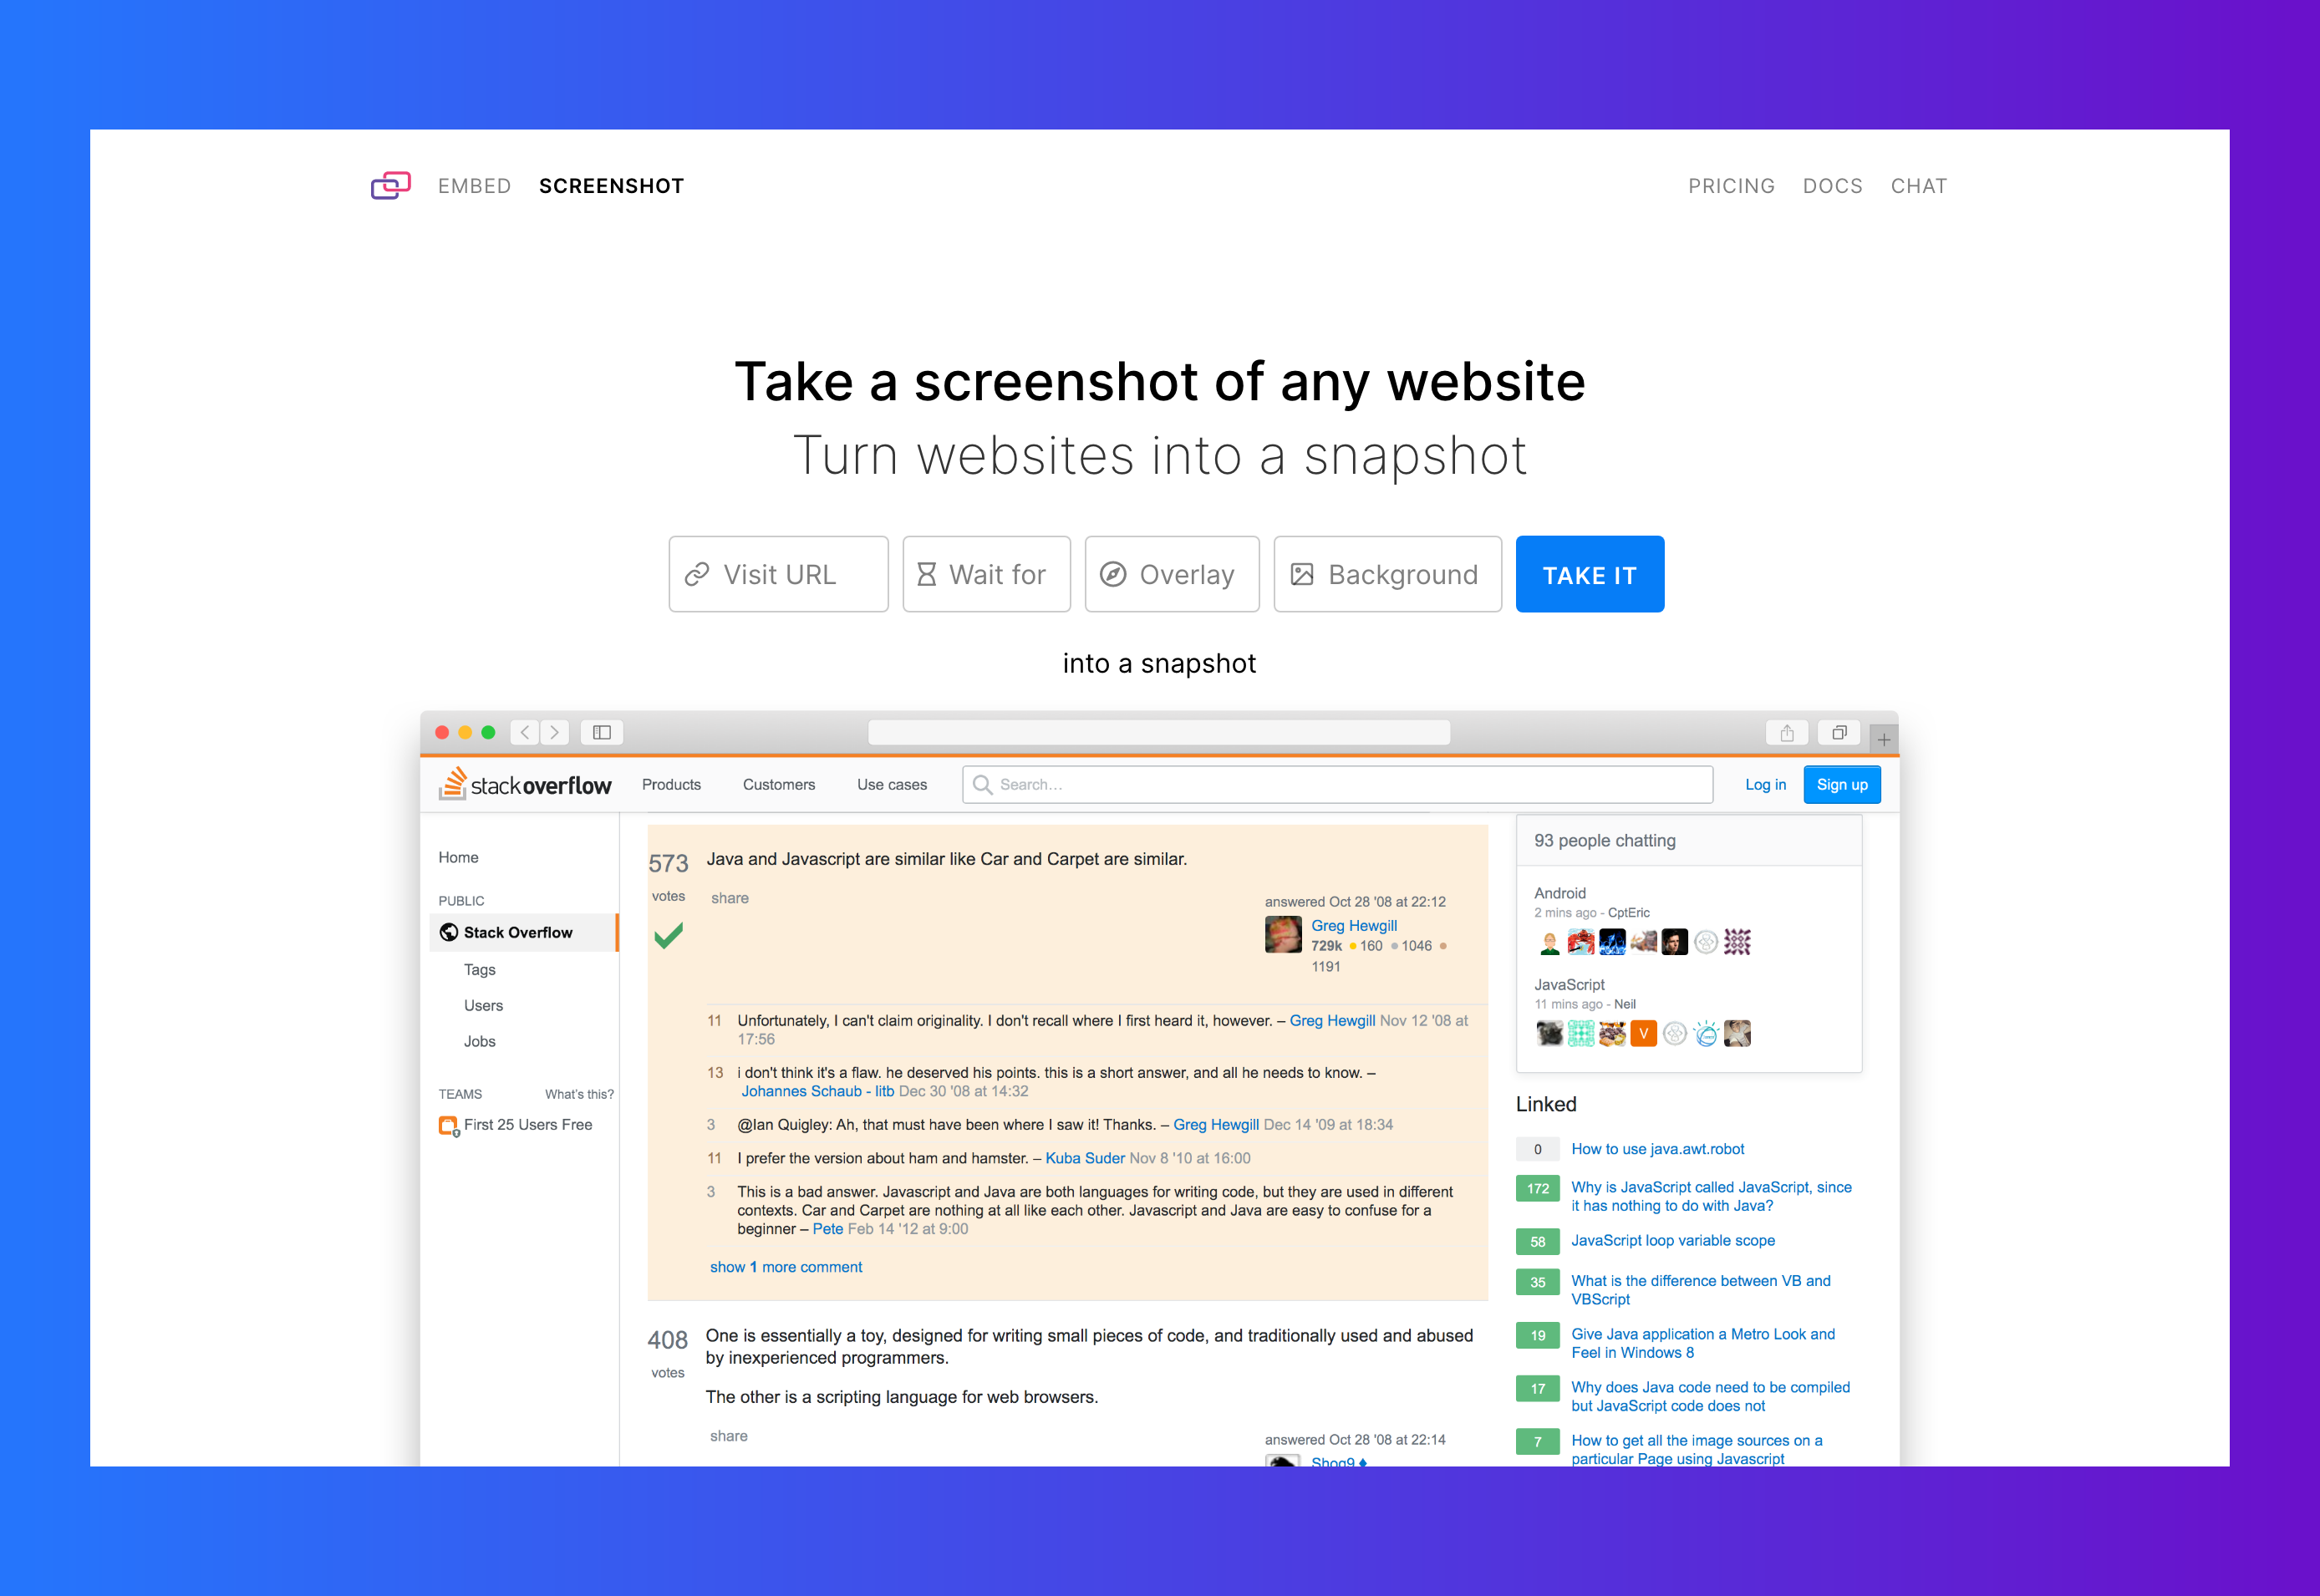 EMBED SCREENSHOT PRICING DOCS CHAT
Take a screenshot of any website
Turn websites into a snapshot
Visit URL Wait for Overlay Background TAKE IT
into a snapshot
stackoverflow Products Customers Use cases Search... Log in Sign up
Home
PUBLIC
Stack Overflow
Tags
Users
Jobs
TEAMS What's this?
First 25 Users Free
573
votes
Java and Javascript are similar like Car and Carpet are similar.
share
answered Oct 28 '08 at 22:12
Greg Hewgill
729k 160 1046
1191
11 Unfortunately, I can't claim originality. I don't recall where I first heard it, however. – Greg Hewgill Nov 12 '08 at
17:56
13 i don't think it's a flaw. he deserved his points. this is a short answer, and all he needs to know. –
Johannes Schaub - litb Dec 30 '08 at 14:32
3 @Ian Quigley: Ah, that must have been where I saw it! Thanks. – Greg Hewgill Dec 14 '09 at 18:34
11 I prefer the version about ham and hamster. – Kuba Suder Nov 8 '10 at 16:00
3 This is a bad answer. Javascript and Java are both languages for writing code, but they are used in different
contexts. Car and Carpet are nothing at all like each other. Javascript and Java are easy to confuse for a
beginner – Pete Feb 14 '12 at 9:00
show 1 more comment
408
votes
One is essentially a toy, designed for writing small pieces of code, and traditionally used and abused
by inexperienced programmers.
The other is a scripting language for web browsers.
share
answered Oct 28 '08 at 22:14
Shog9
93 people chatting
Android
2 mins ago - CptEric
JavaScript
11 mins ago - Neil
V
Linked
0 How to use java.awt.robot
172 Why is JavaScript called JavaScript, since
it has nothing to do with Java?
58 JavaScript loop variable scope
35 What is the difference between VB and
VBScript
19 Give Java application a Metro Look and
Feel in Windows 8
17 Why does Java code need to be compiled
but JavaScript code does not
7 How to get all the image sources on a
particular Page using Javascript